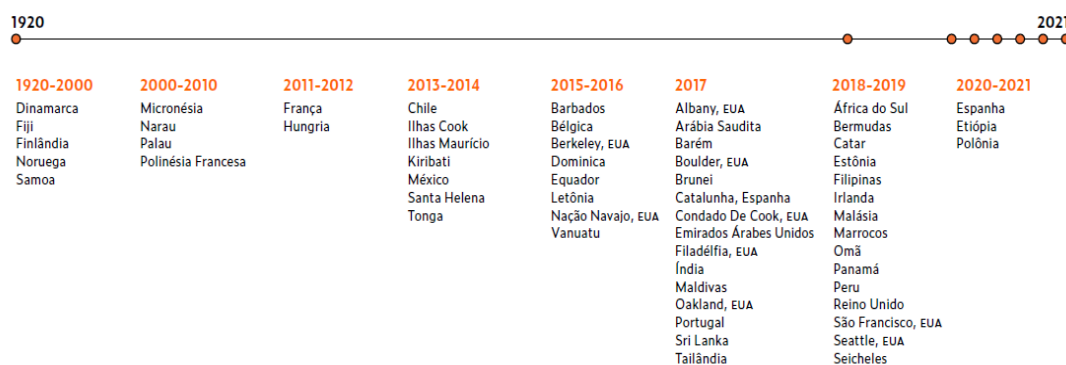 1920
2021
1920-2000
Dinamarca
Fiji
Finlândia
Noruega
Samoa
2000-2010
Micronésia
Narau
Palau
Polinésia Francesa
2011-2012
França
Hungria
2013-2014
Chile
Ilhas Cook
Ilhas Maurício
Kiribati
México
Santa Helena
Tonga
2015-2016
Barbados
Bélgica
Berkeley, EUA
Dominica
Equador
Letônia
Nação Navajo, EUA
Vanuatu
2017
Albany, EUA
Arábia Saudita
Barém
Boulder, EUA
Brunei
Catalunha, Espanha
Condado De Cook, EUA
Emirados Árabes Unidos
Filadélfia, EUA
Índia
Maldivas
Oakland, EUA
Portugal
Sri Lanka
Tailândia
2018-2019
África do Sul
Bermudas
Catar
Estônia
Filipinas
Irlanda
Malásia
Marrocos
Omã
Panamá
Peru
Reino Unido
São Francisco, EUA
Seattle, EUA
Seicheles
2020-2021
Espanha
Etiópia
Polônia